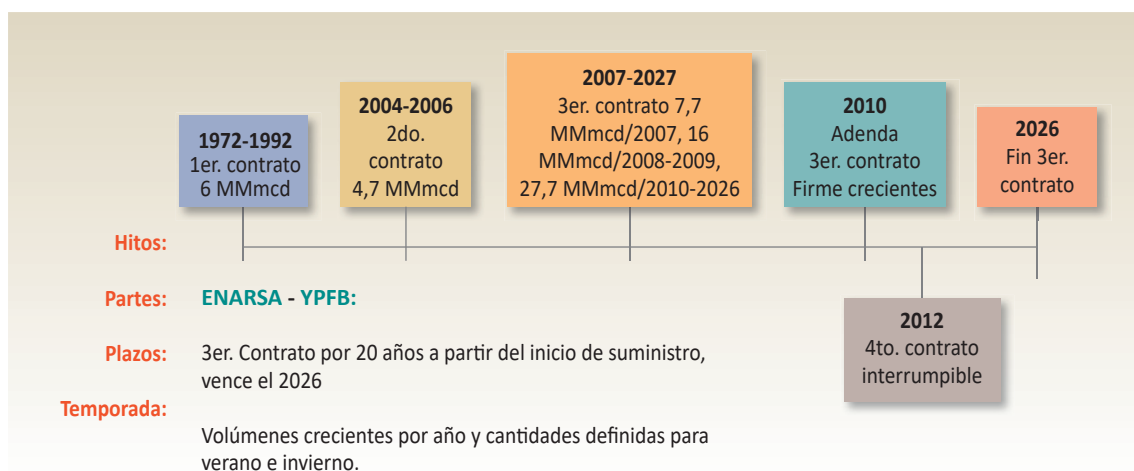 1972-1992
1er. contrato
6 MMmcd
2004-2006
2do.
contrato
4,7 MMmcd
2007-2027
3er. contrato 7,7
MMmcd/2007, 16
MMmcd/2008-2009,
27,7 MMmcd/2010-2026
2010
Adenda
3er. contrato
Firme crecientes
2026
Fin 3er.
contrato
Hitos:
2012
4to. contrato
interrumpible
Partes:
ENARSA - YPFB:
Plazos:
3er. Contrato por 20 años a partir del inicio de suministro,
vence el 2026
Temporada:
Volúmenes crecientes por año y cantidades definidas para
verano e invierno.